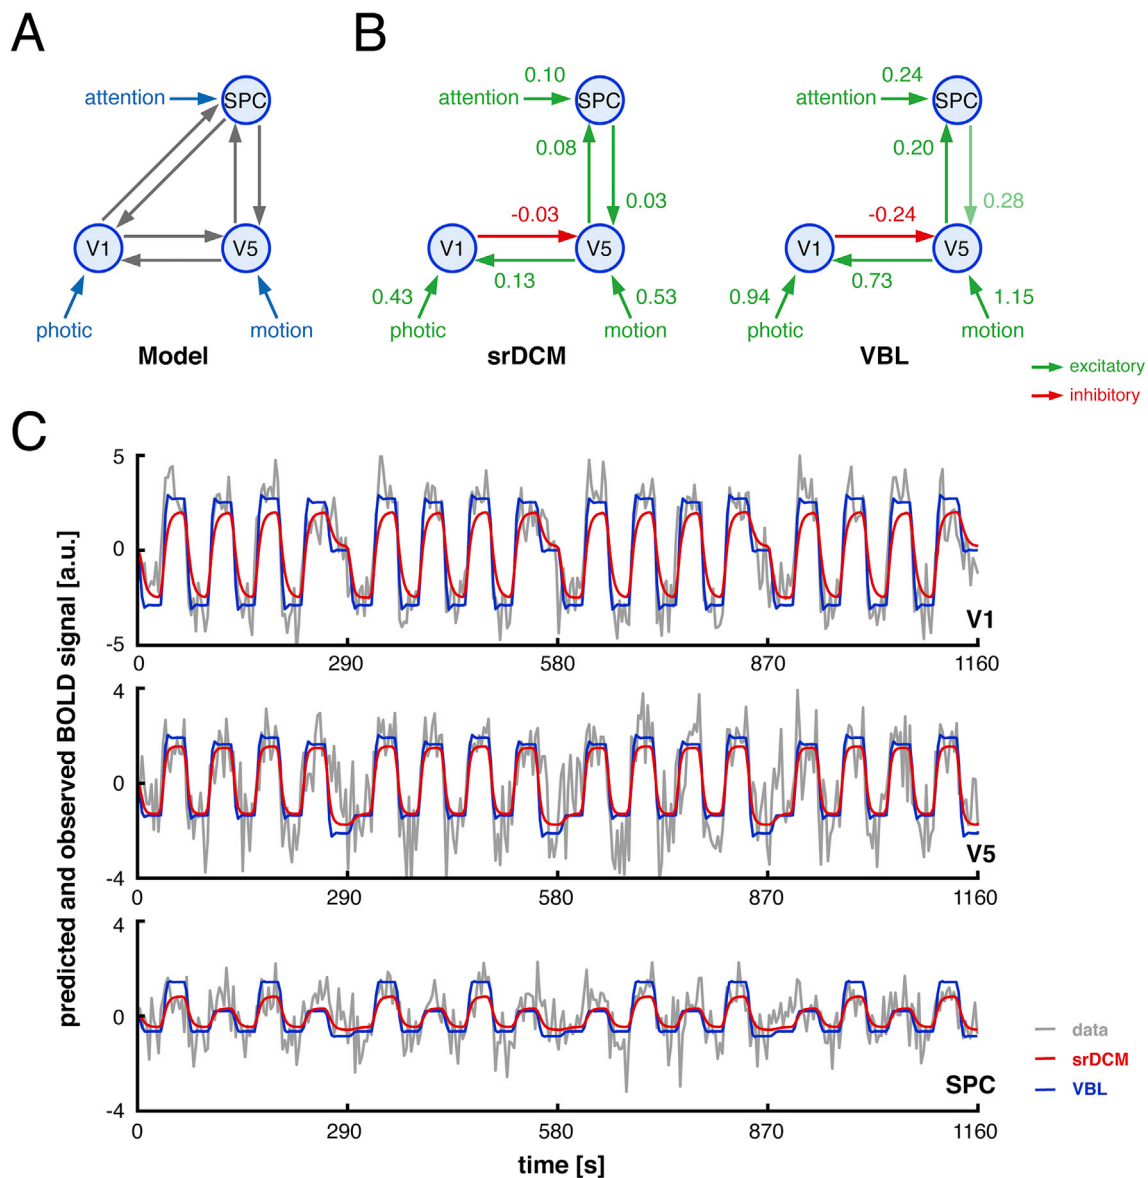 A
B
attention
SPC
V1
V5
photic
motion
Model
0.10
attention
SPC
0.08
0.03
-0.03
V1
V5
0.13
0.43
0.53
photic
motion
srDCM
0.24
attention
SPC
0.20
0.28
-0.24
V1
V5
0.73
0.94
1.15
photic
motion
VBL
excitatory
inhibitory
C
predicted and observed BOLD signal [a.u.]
5
0
-5
V1
0 290 580 870 1160
4
0
-4
V5
0 290 580 870 1160
4
0
-4
SPC
0 290 580 870 1160
time [s]
data
srDCM
VBL